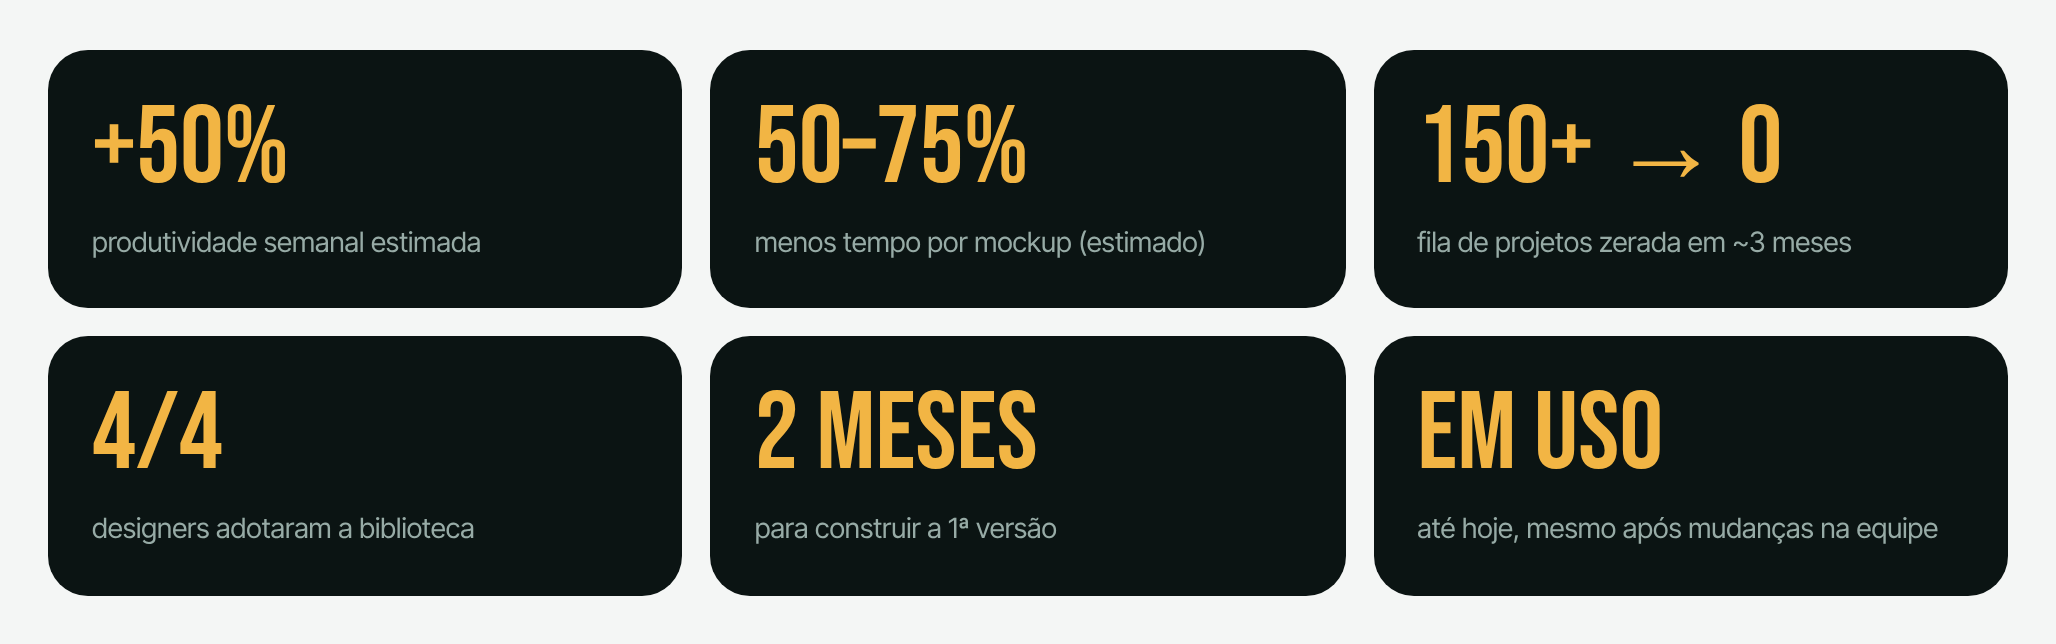 +50%
produtividade semanal estimada
50–75%
menos tempo por mockup (estimado)
150+ → 0
fila de projetos zerada em ~3 meses
4/4
designers adotaram a biblioteca
2 MESES
para construir a 1ª versão
EM USO
até hoje, mesmo após mudanças na equipe